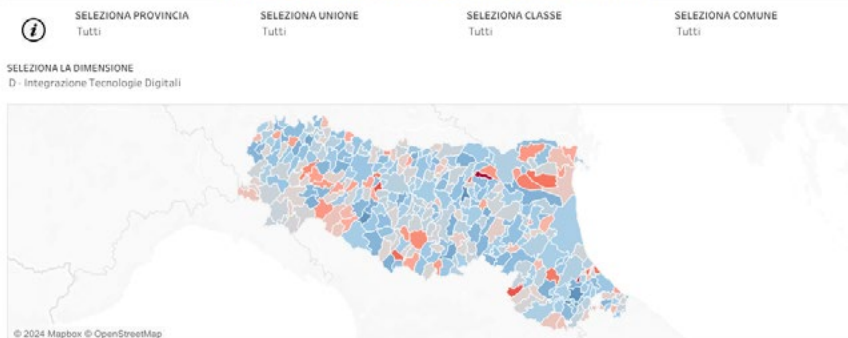 i
SELEZIONA PROVINCIA
Tutti
SELEZIONA UNIONE
Tutti
SELEZIONA CLASSE
Tutti
SELEZIONA COMUNE
Tutti
SELEZIONA LA DIMENSIONE
D - Integrazione Tecnologie Digitali
© 2024 Mapbox © OpenStreetMap